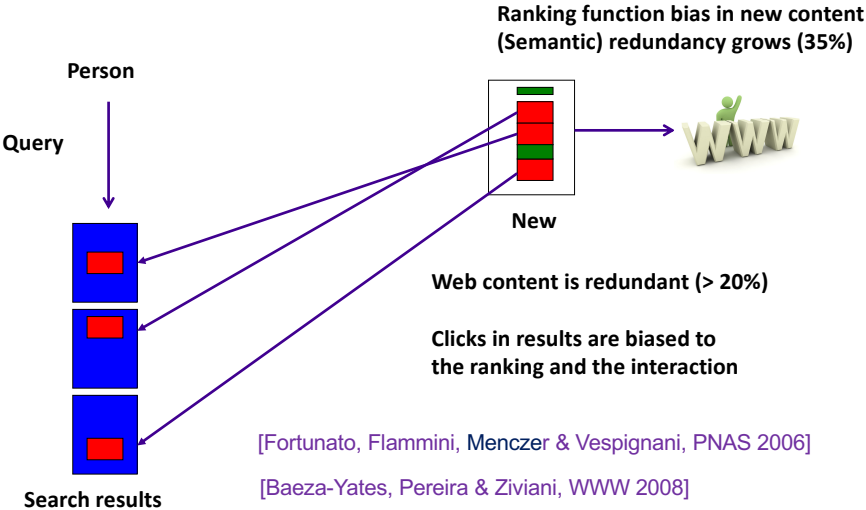 Ranking function bias in new content
(Semantic) redundancy grows (35%)
Person
Query
WWW
New
Web content is redundant (> 20%)
Clicks in results are biased to
the ranking and the interaction
[Fortunato, Flammini, Menczer & Vespignani, PNAS 2006]
[Baeza-Yates, Pereira & Ziviani, WWW 2008]
Search results